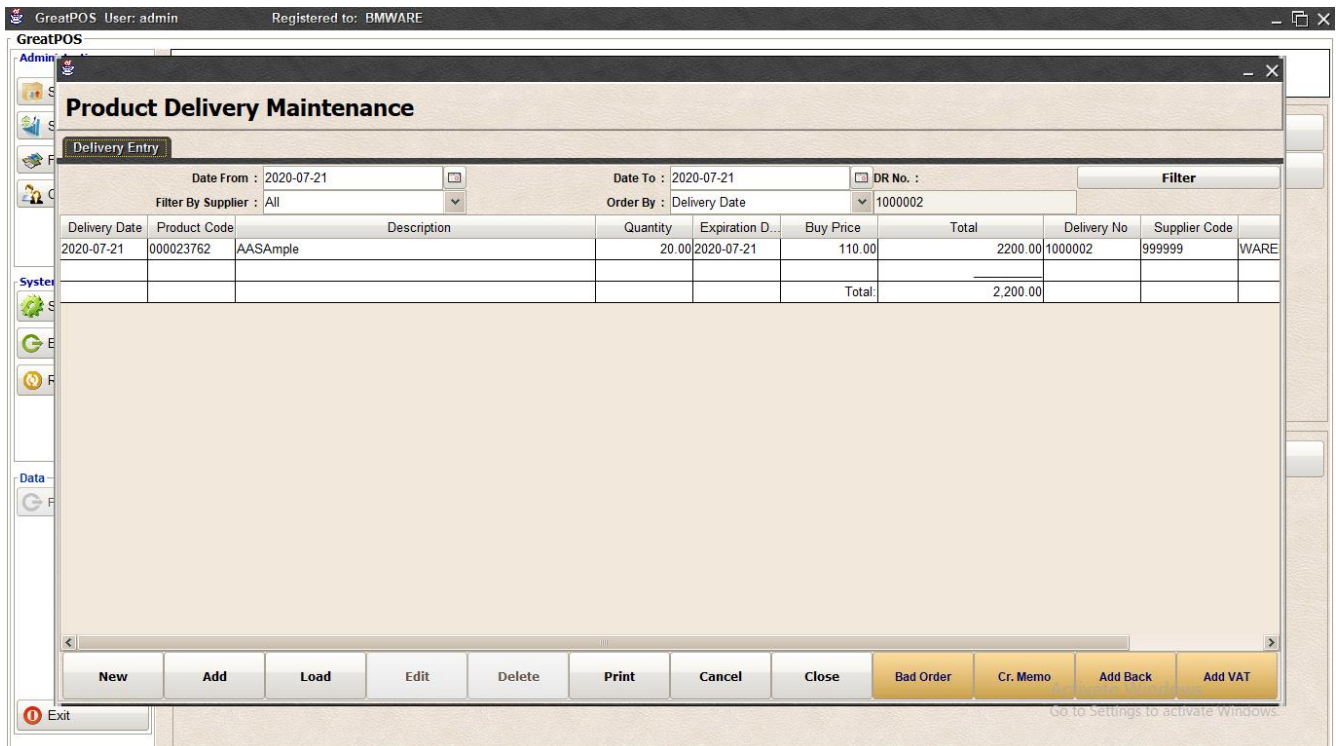 GreatPOS User: admin Registered to: BMWARE
GreatPOS
Product Delivery Maintenance
Delivery Entry
Date From : 2020-07-21 Date To : 2020-07-21 DR No. : Filter
Filter By Supplier : All Order By : Delivery Date 1000002
Delivery Date Product Code Description Quantity Expiration D... Buy Price Total Delivery No Supplier Code
2020-07-21 000023762 AASAmple 20.00 2020-07-21 110.00 2200.00 1000002 999999 WARE
Total: 2,200.00
Data
New Add Load Edit Delete Print Cancel Close Bad Order Cr. Memo Add Back Add VAT
Activate Windows
Go to Settings to activate Windows.
Exit